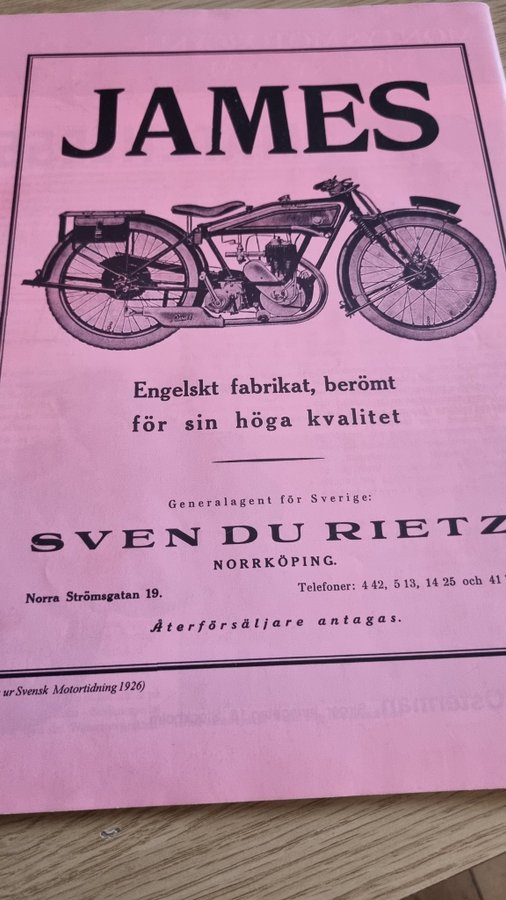 JAMES
Engelskt fabrikat, berömt
för sin höga kvalitet
Generalagent för Sverige:
SVEN DU RIETZ
NORRKÖPING.
Norra Strömsgatan 19.
Telefoner: 4 42, 5 13, 14 25 och 41
Återförsäljare antagas.
ur Svensk Motortidning 1926)